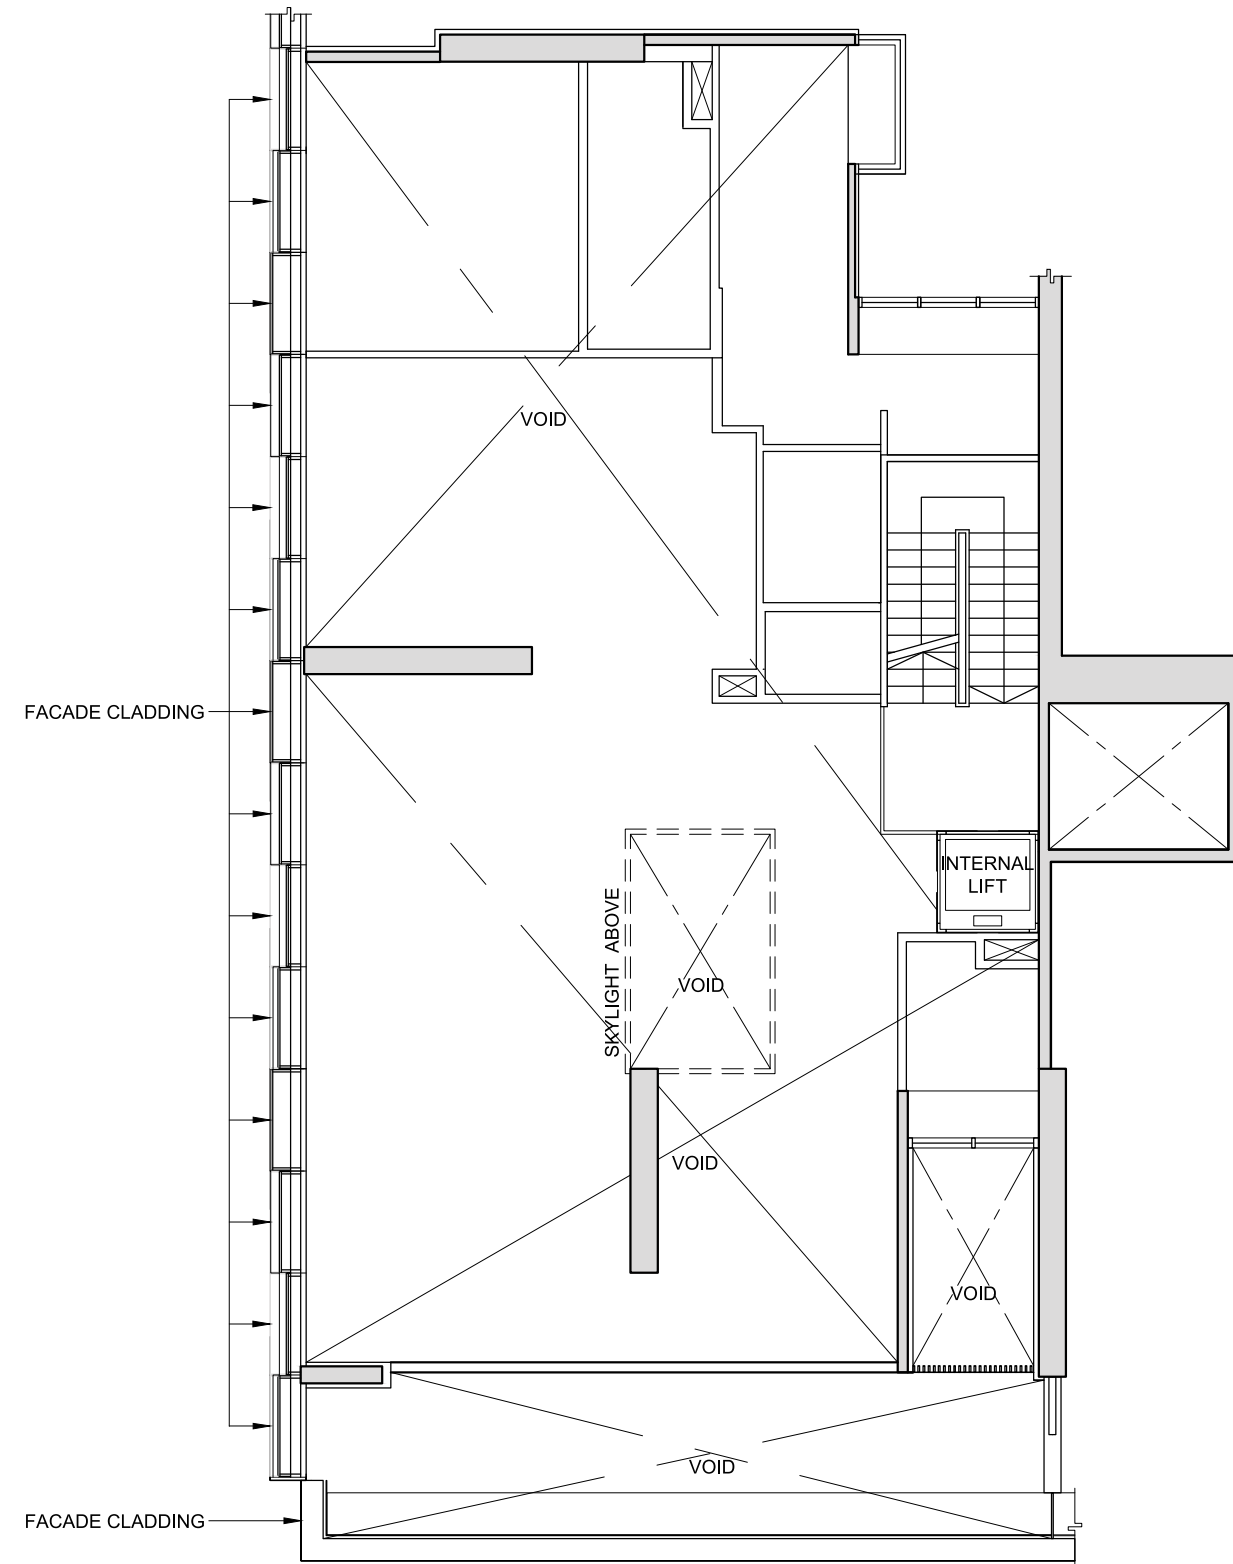 VOID
FACADE CLADDING
INTERNAL
LIFT
SKYLIGHT ABOVE
VOID
VOID
VOID
VOID
FACADE CLADDING